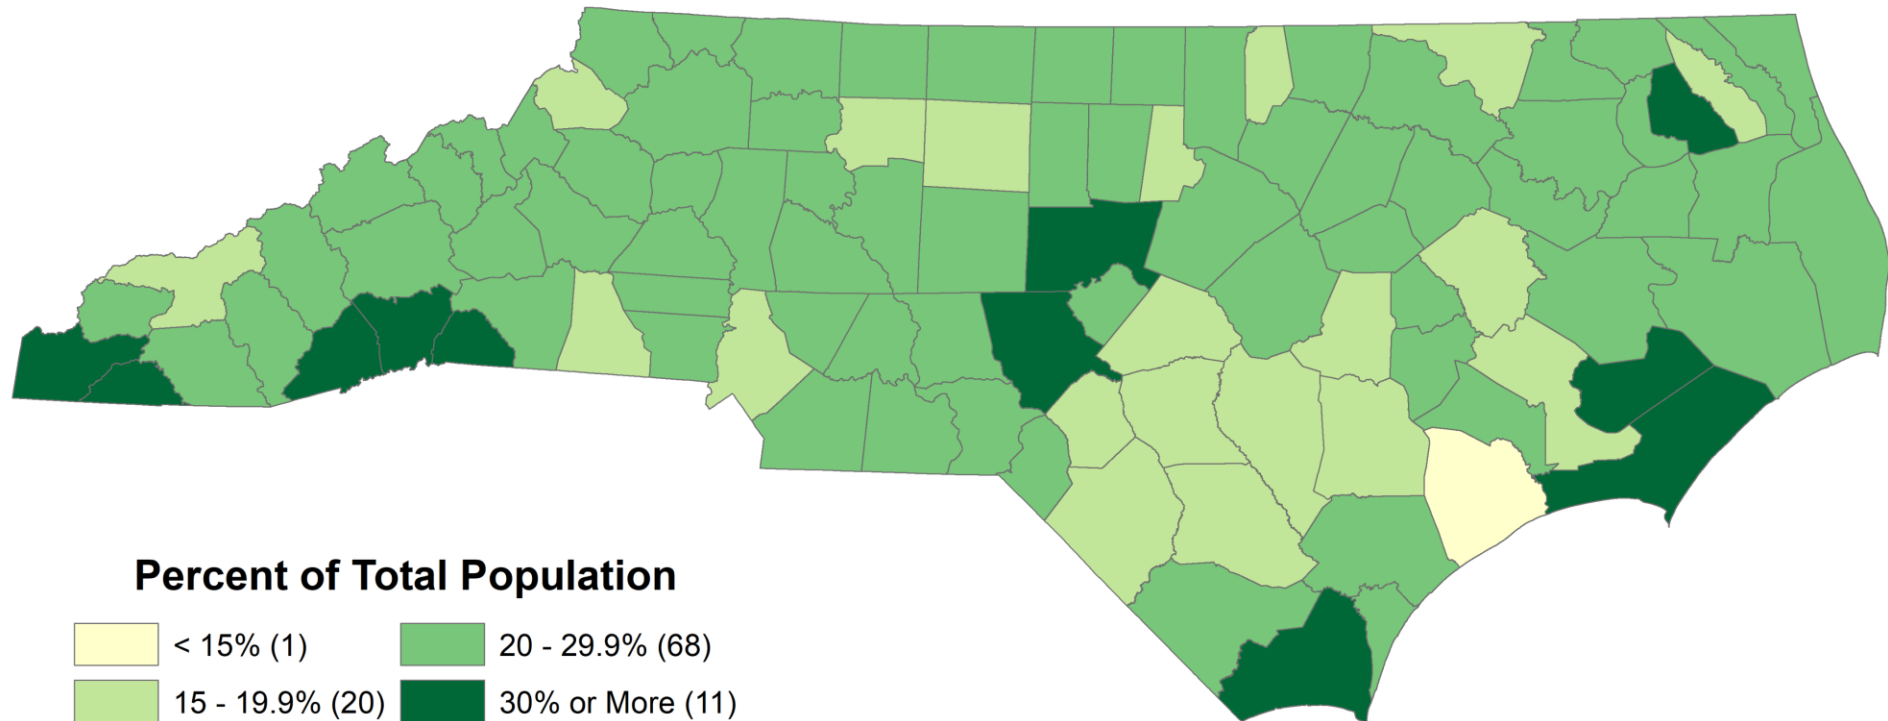 Percent of Total Population
< 15% (1)
20 - 29.9% (68)
15 - 19.9% (20)
30% or More (11)